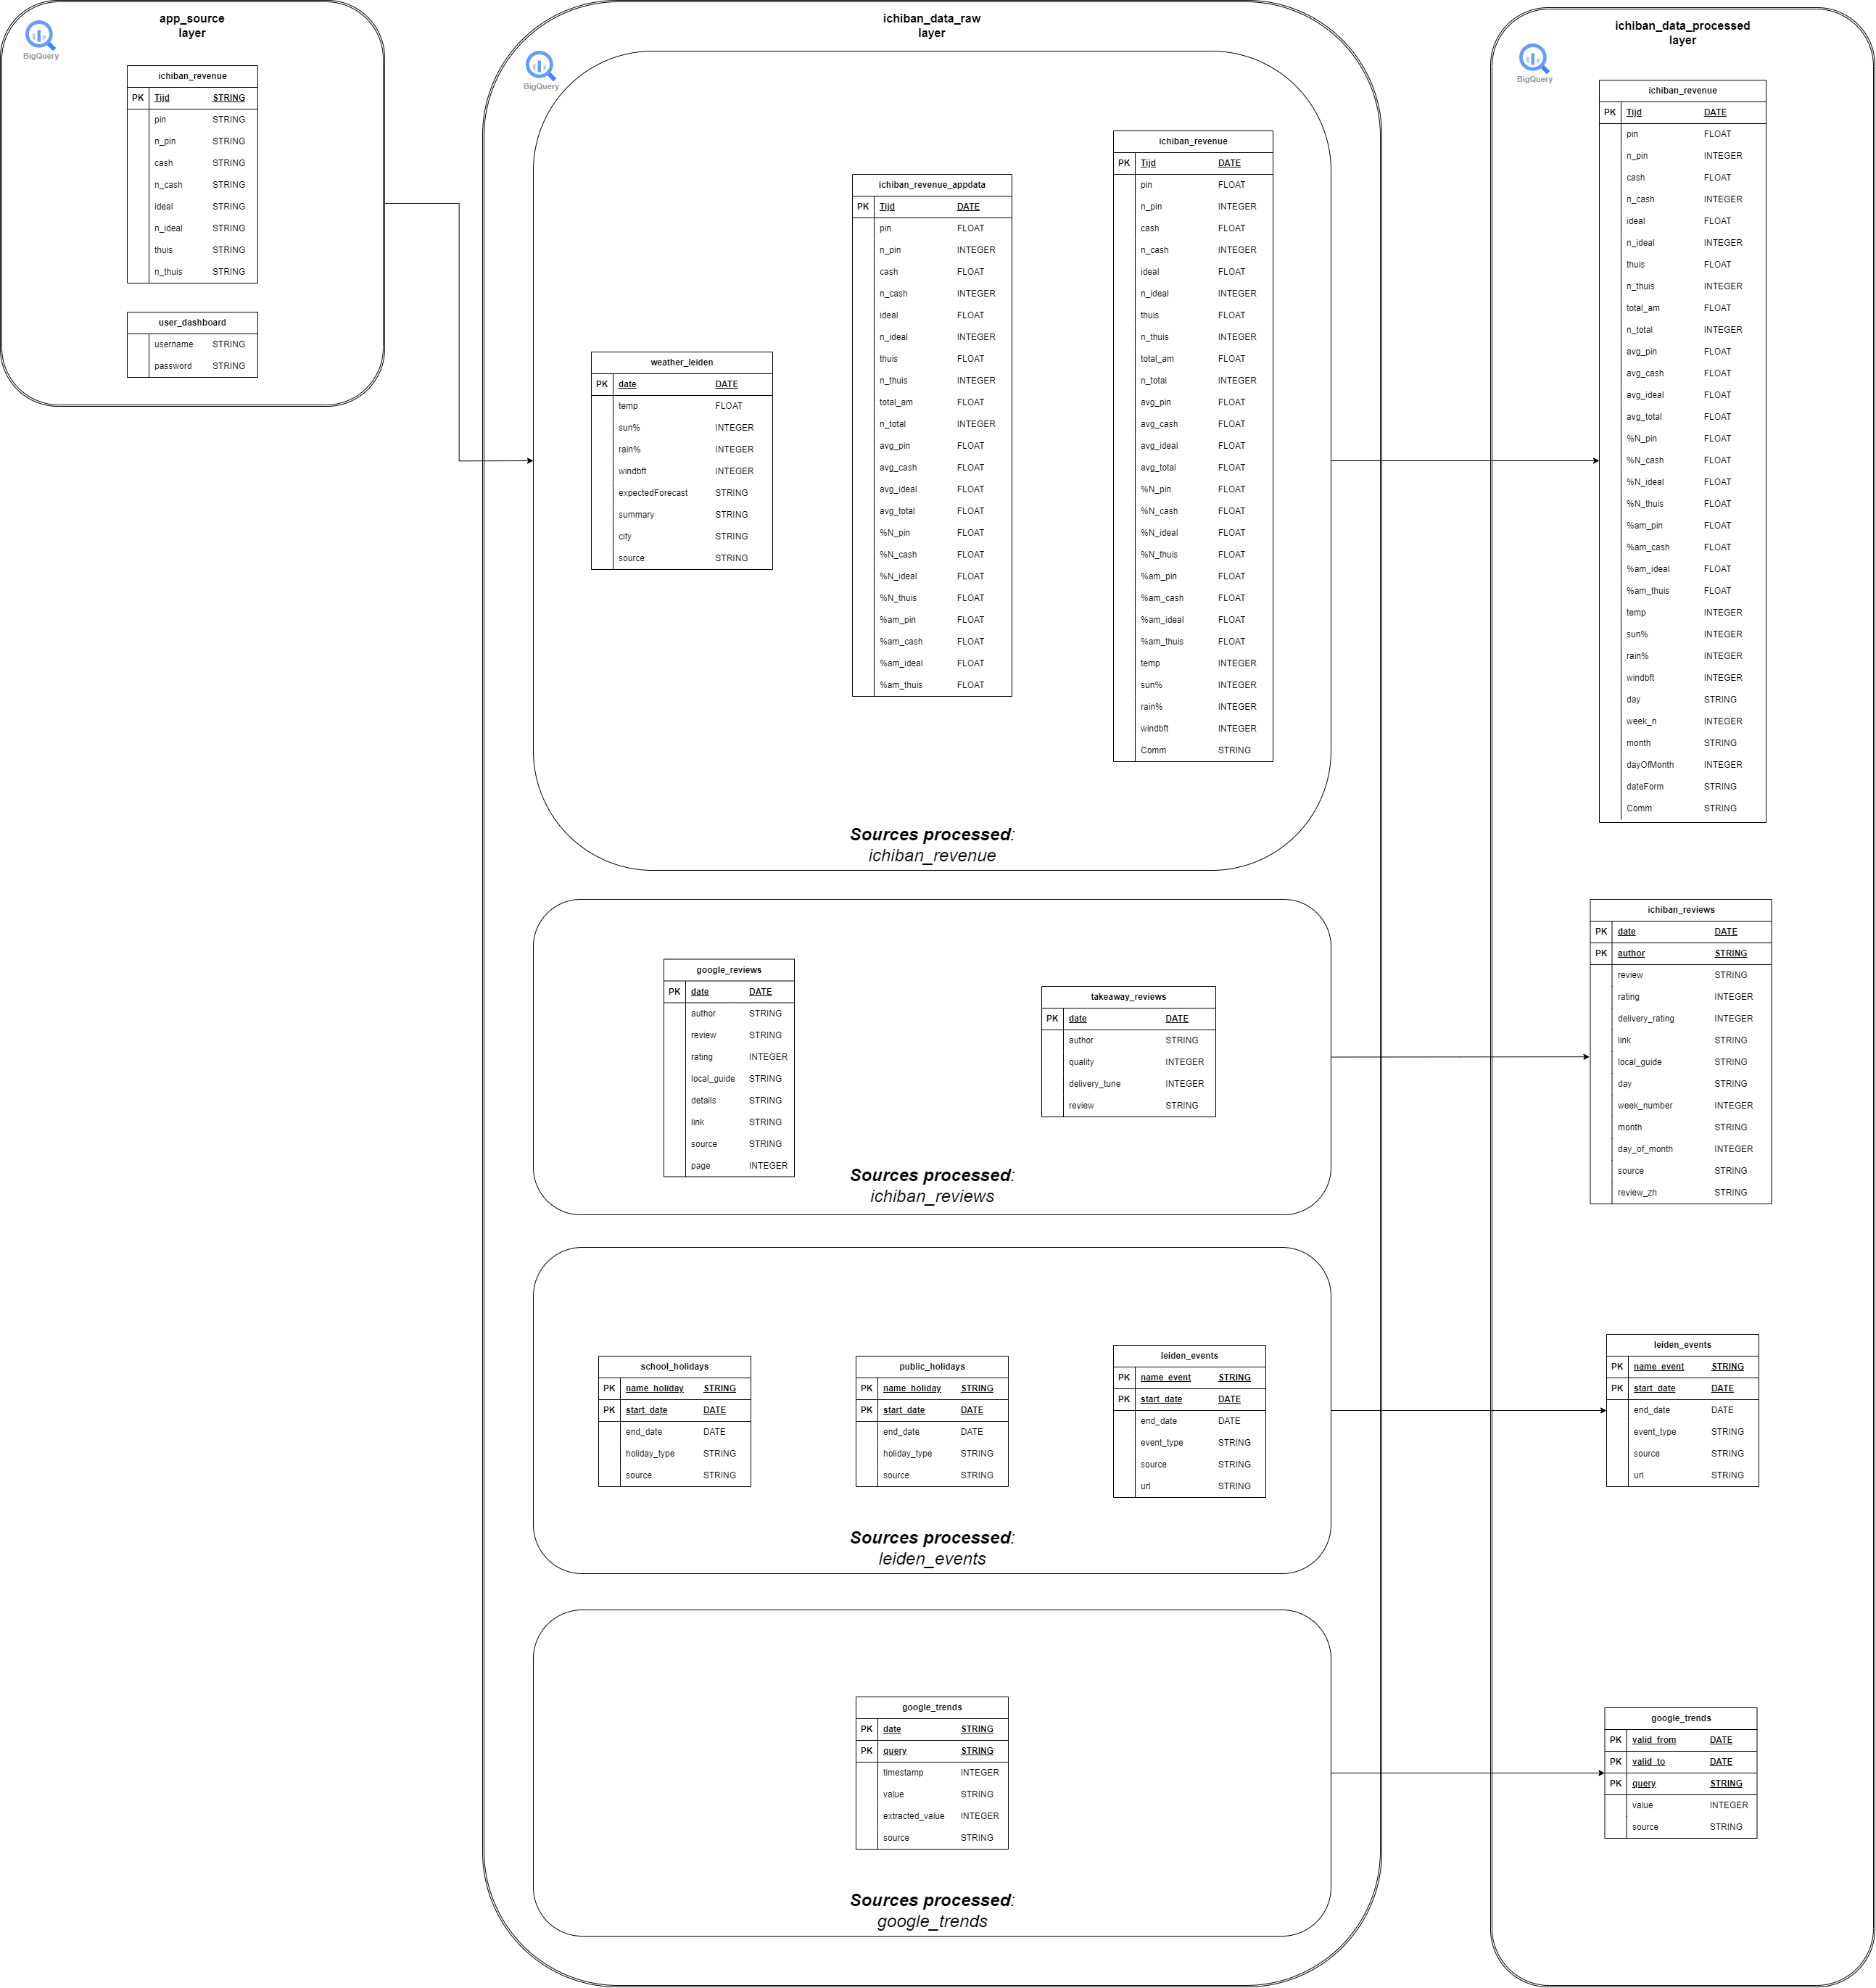 app_source
layer
BigQuery
ichiban_revenue
PK Tijd STRING
pin STRING
n_pin STRING
cash STRING
n_cash STRING
ideal STRING
n_ideal STRING
thuis STRING
n_thuis STRING
user_dashboard
username STRING
password STRING
ichiban_data_raw
layer
BigQuery
weather_leiden
PK date DATE
temp FLOAT
sun% INTEGER
rain% INTEGER
windbft INTEGER
expectedForecast STRING
summary STRING
city STRING
source STRING
ichiban_revenue_appdata
PK Tijd DATE
pin FLOAT
n_pin INTEGER
cash FLOAT
n_cash INTEGER
ideal FLOAT
n_ideal INTEGER
thuis FLOAT
n_thuis INTEGER
total_am FLOAT
n_total INTEGER
avg_pin FLOAT
avg_cash FLOAT
avg_ideal FLOAT
avg_total FLOAT
%N_pin FLOAT
%N_cash FLOAT
%N_ideal FLOAT
%N_thuis FLOAT
%am_pin FLOAT
%am_cash FLOAT
%am_ideal FLOAT
%am_thuis FLOAT
ichiban_revenue
PK Tijd DATE
pin FLOAT
n_pin INTEGER
cash FLOAT
n_cash INTEGER
ideal FLOAT
n_ideal INTEGER
thuis FLOAT
n_thuis INTEGER
total_am FLOAT
n_total INTEGER
avg_pin FLOAT
avg_cash FLOAT
avg_ideal FLOAT
avg_total FLOAT
%N_pin FLOAT
%N_cash FLOAT
%N_ideal FLOAT
%N_thuis FLOAT
%am_pin FLOAT
%am_cash FLOAT
%am_ideal FLOAT
%am_thuis FLOAT
temp INTEGER
sun% INTEGER
rain% INTEGER
windbft INTEGER
Comm STRING
Sources processed:
ichiban_revenue
google_reviews
PK date DATE
author STRING
review STRING
rating INTEGER
local_guide STRING
details STRING
link STRING
source STRING
page INTEGER
takeaway_reviews
PK date DATE
author STRING
quality INTEGER
delivery_tune INTEGER
review STRING
Sources processed:
ichiban_reviews
school_holidays
PK name_holiday STRING
PK start_date DATE
end_date DATE
holiday_type STRING
source STRING
public_holidays
PK name_holiday STRING
PK start_date DATE
end_date DATE
holiday_type STRING
source STRING
leiden_events
PK name_event STRING
PK start_date DATE
end_date DATE
event_type STRING
source STRING
url STRING
Sources processed:
leiden_events
google_trends
PK date STRING
PK query STRING
timestamp INTEGER
value STRING
extracted_value INTEGER
source STRING
Sources processed:
google_trends
ichiban_data_processed
layer
BigQuery
ichiban_revenue
PK Tijd DATE
pin FLOAT
n_pin INTEGER
cash FLOAT
n_cash INTEGER
ideal FLOAT
n_ideal INTEGER
thuis FLOAT
n_thuis INTEGER
total_am FLOAT
n_total INTEGER
avg_pin FLOAT
avg_cash FLOAT
avg_ideal FLOAT
avg_total FLOAT
%N_pin FLOAT
%N_cash FLOAT
%N_ideal FLOAT
%N_thuis FLOAT
%am_pin FLOAT
%am_cash FLOAT
%am_ideal FLOAT
%am_thuis FLOAT
temp INTEGER
sun% INTEGER
rain% INTEGER
windbft INTEGER
day STRING
week_n INTEGER
month STRING
dayOfMonth INTEGER
dateForm STRING
Comm STRING
ichiban_reviews
PK date DATE
PK author STRING
review STRING
rating INTEGER
delivery_rating INTEGER
link STRING
local_guide STRING
day STRING
week_number INTEGER
month STRING
day_of_month INTEGER
source STRING
review_zh STRING
leiden_events
PK name_event STRING
PK start_date DATE
end_date DATE
event_type STRING
source STRING
url STRING
google_trends
PK valid_from DATE
PK valid_to DATE
PK query STRING
value INTEGER
source STRING